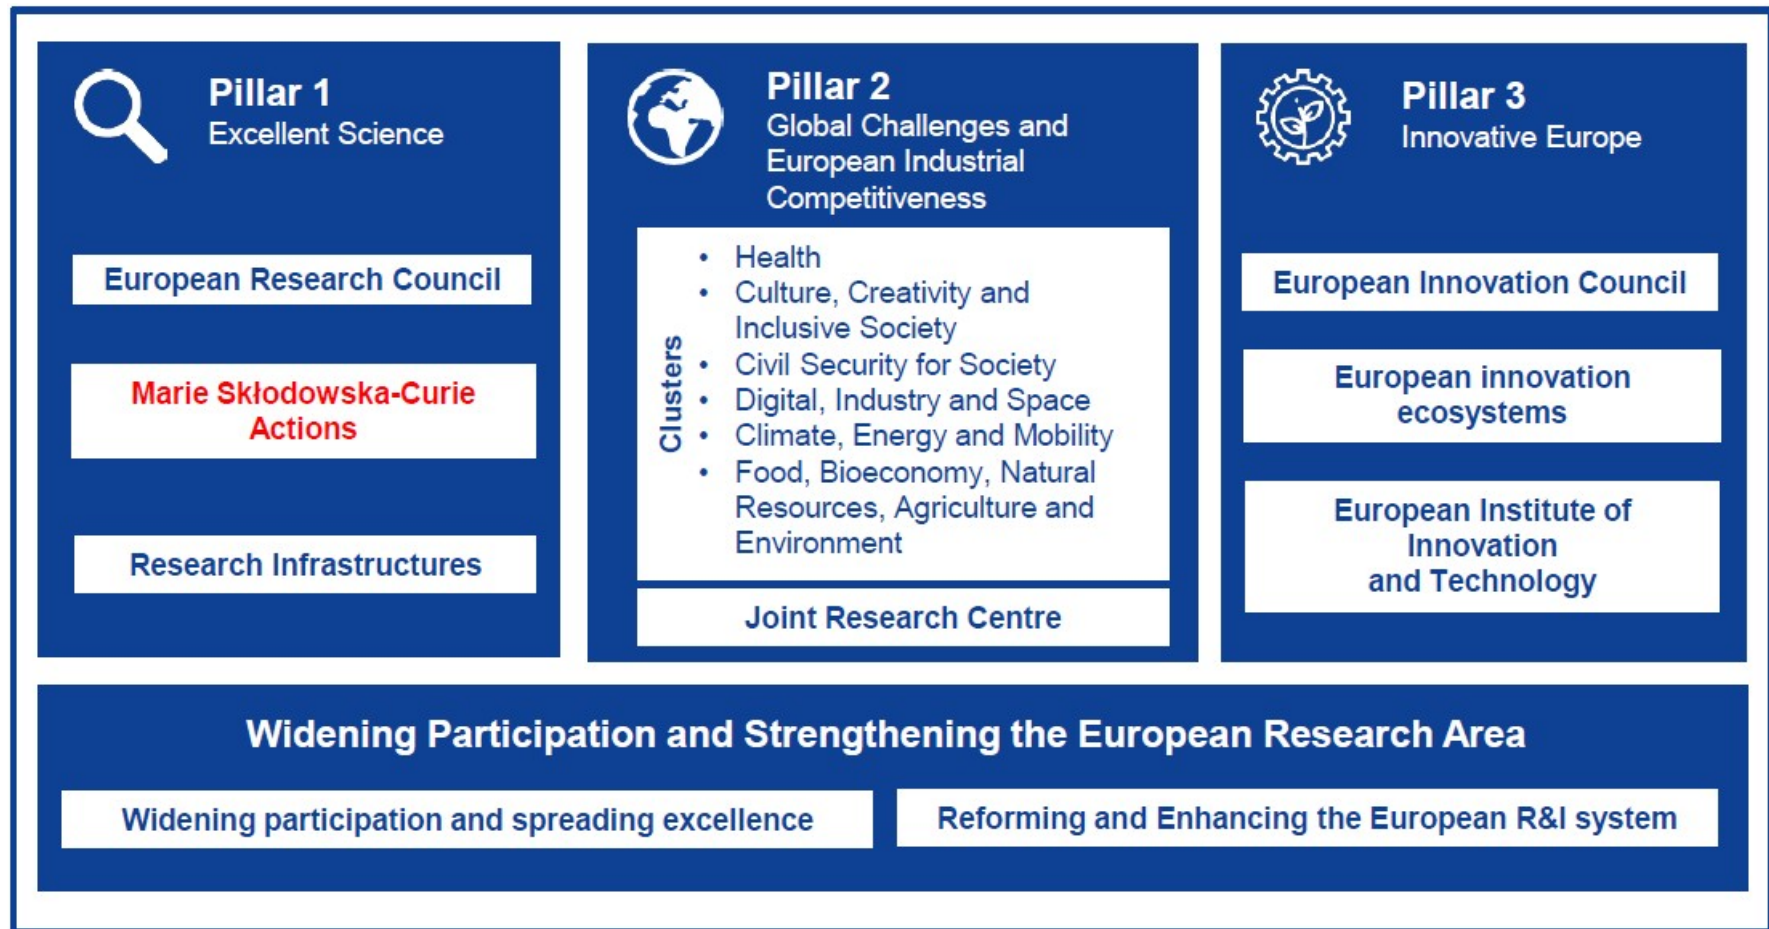 Pillar 1
Excellent Science
European Research Council
Marie Skłodowska-Curie
Actions
Research Infrastructures
Pillar 2
Global Challenges and
European Industrial
Competitiveness
Clusters
• Health
• Culture, Creativity and
Inclusive Society
• Civil Security for Society
• Digital, Industry and Space
• Climate, Energy and Mobility
• Food, Bioeconomy, Natural
Resources, Agriculture and
Environment
Joint Research Centre
Pillar 3
Innovative Europe
European Innovation Council
European innovation
ecosystems
European Institute of
Innovation
and Technology
Widening Participation and Strengthening the European Research Area
Widening participation and spreading excellence
Reforming and Enhancing the European R&I system